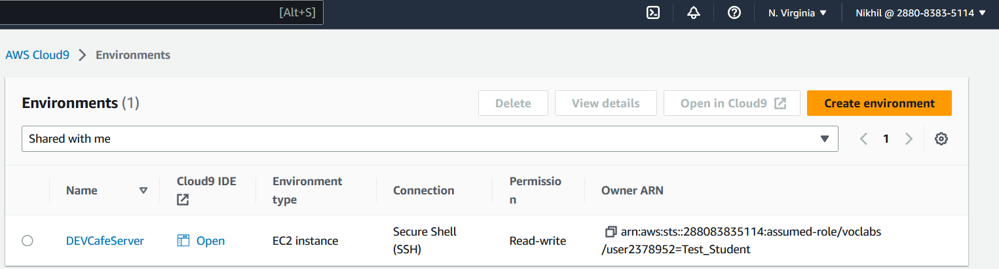 [Alt+S]
N. Virginia
Nikhil @ 2880-8383-5114
AWS Cloud9
Environments
Environments (1)
Delete
View details
Open in Cloud9
Create environment
Shared with me
1
Name
Cloud9 IDE
Environment
type
Connection
Permissio
n
Owner ARN
DEVCafeServer
Open
EC2 instance
Secure Shell
(SSH)
Read-write
arn:aws:sts::288083835114:assumed-role/voclabs
/user2378952=Test_Student